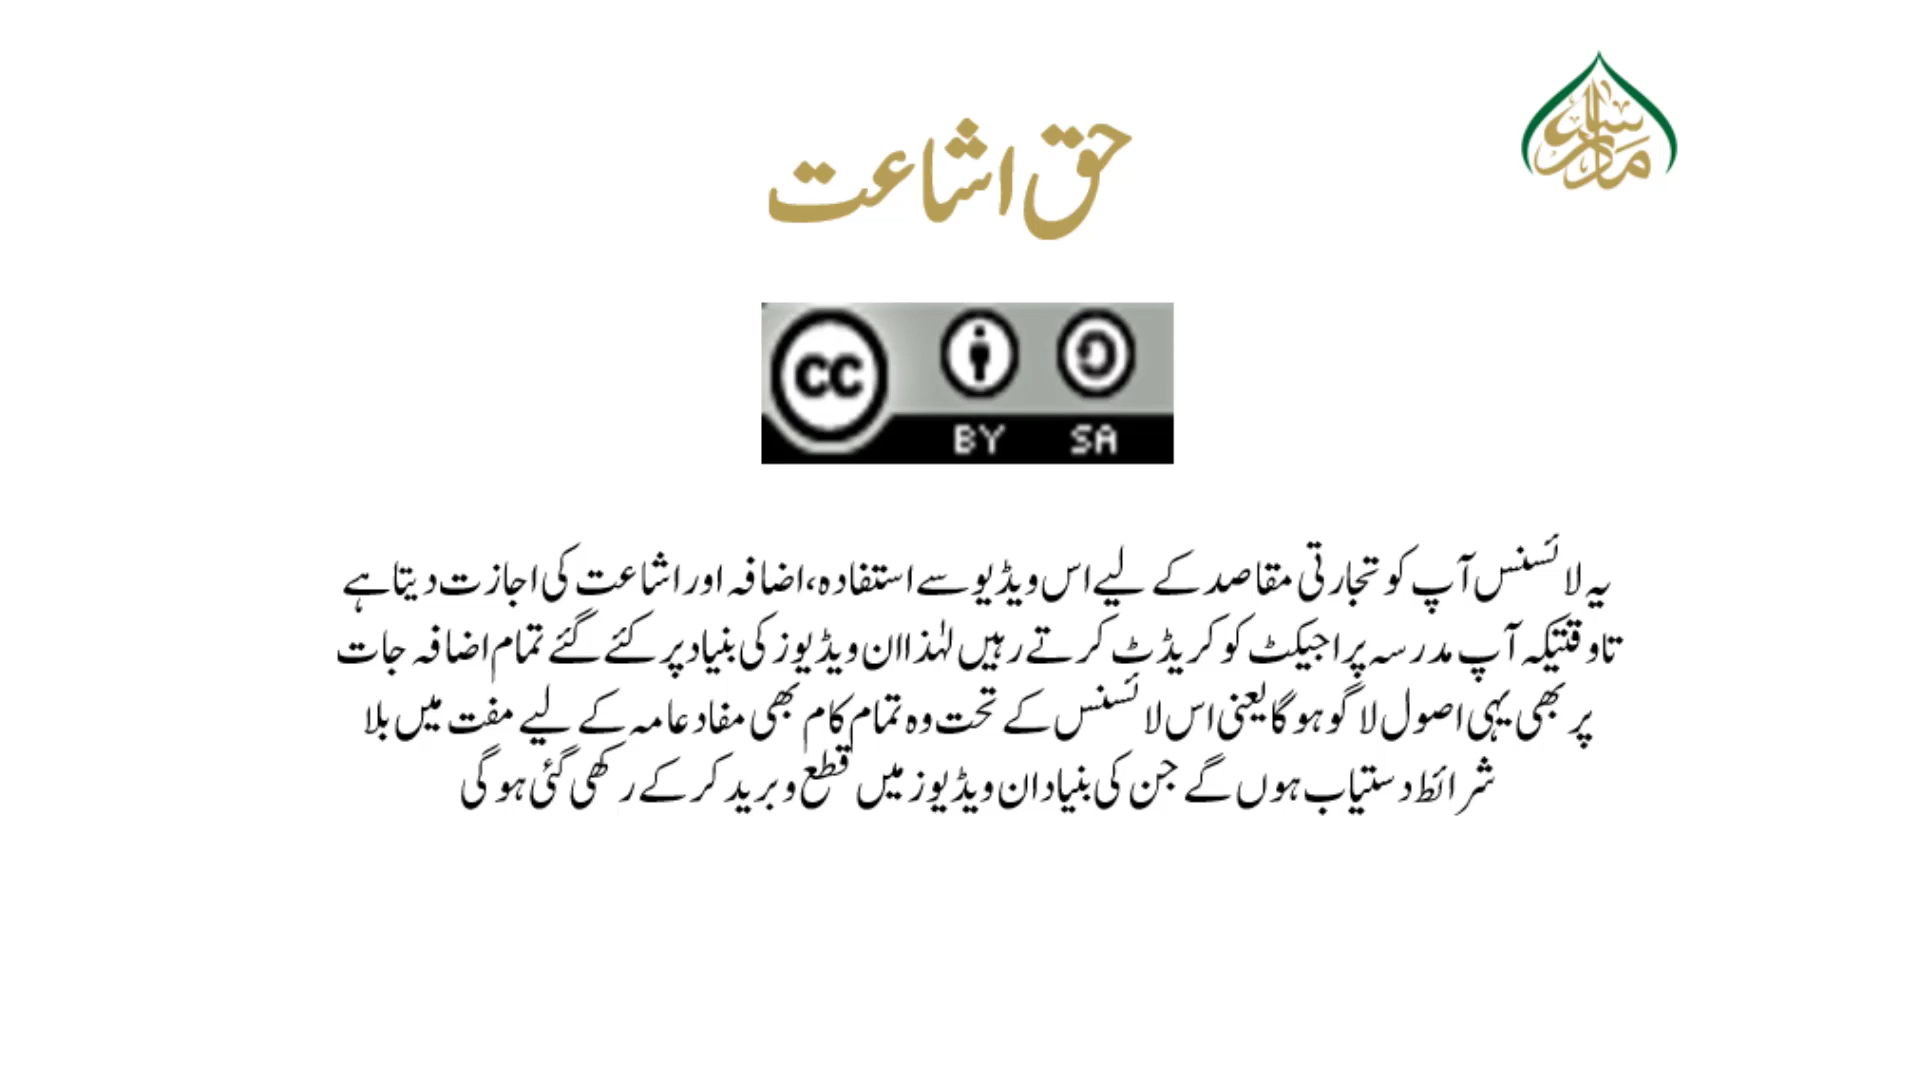 مدرسہ
حق اشاعت
cc
BY SA
یہ لائسنس آپ کو تجارتی مقاصد کے لیے اس ویڈیو سے استفادہ، اضافہ اور اشاعت کی اجازت دیتا ہے
تاوقتیکہ آپ مدرسہ پراجیکٹ کو کریڈٹ کرتے رہیں لہٰذا ان ویڈیوز کی بنیاد پر کئے گئے تمام اضافہ جات
پر بھی یہی اصول لاگو ہوگا یعنی اس لائسنس کے تحت وہ تمام کام بھی مفاد عامہ کے لیے مفت میں بلا
شرائط دستیاب ہوں گے جن کی بنیاد ان ویڈیوز میں قطع و برید کرکے رکھی گئی ہوگی